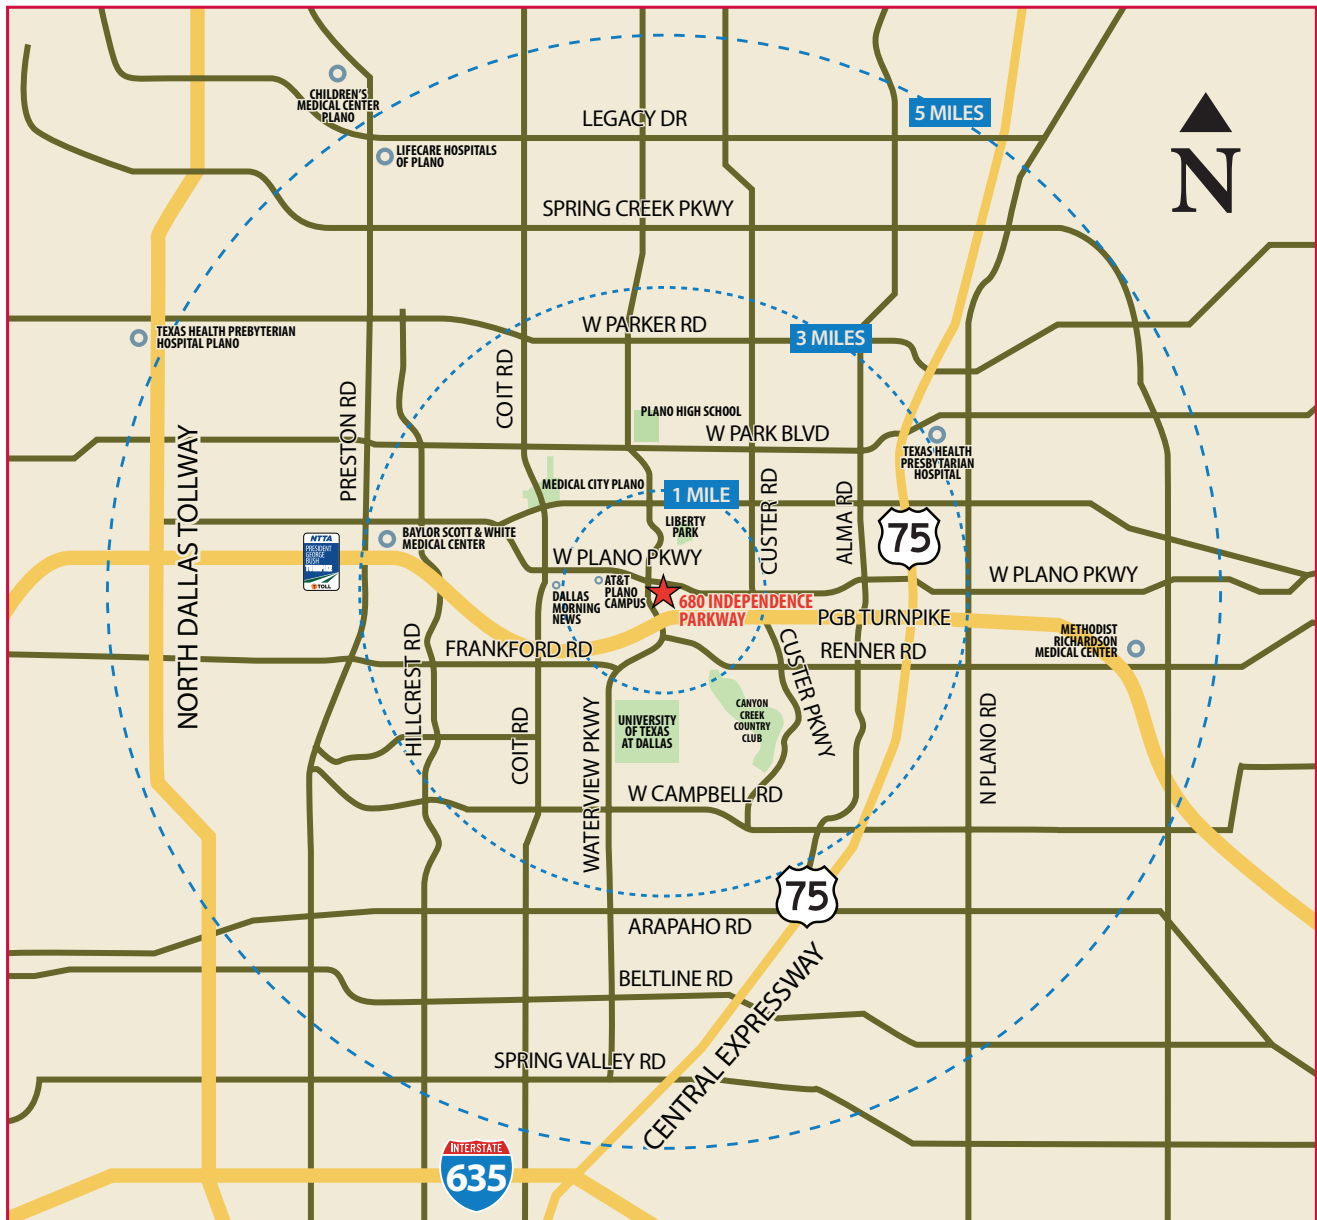 CHILDREN'S
MEDICAL CENTER
PLANO
5 MILES
LEGACY DR
LIFECARE HOSPITALS
OF PLANO
N
SPRING CREEK PKWY
W PARKER RD
3 MILES
TEXAS HEALTH PREBYTERIAN
HOSPITAL PLANO
COIT RD
PRESTON RD
PLANO HIGH SCHOOL
W PARK BLVD
TEXAS HEALTH
PRESBYTARIAN
HOSPITAL
NORTH DALLAS TOLLWAY
MEDICAL CITY PLANO
1 MILE
CUSTER RD
ALMA RD
LIBERTY
PARK
75
BAYLOR SCOTT & WHITE
MEDICAL CENTER
NTTA
PRESIDENT
GEORGE
BUSH
TURNPIKE
TOLL
W PLANO PKWY
W PLANO PKWY
AT&T
PLANO
CAMPUS
DALLAS
MORNING
NEWS
680 INDEPENDENCE
PARKWAY
PGB TURNPIKE
METHODIST
RICHARDSON
MEDICAL CENTER
FRANKFORD RD
RENNER RD
HILLCREST RD
CUSTER PKWY
COIT RD
WATERVIEW PKWY
UNIVERSITY
OF TEXAS
AT DALLAS
CANYON
CREEK
COUNTRY
CLUB
N PLANO RD
W CAMPBELL RD
75
ARAPAHO RD
BELTLINE RD
CENTRAL EXPRESSWAY
SPRING VALLEY RD
INTERSTATE
635